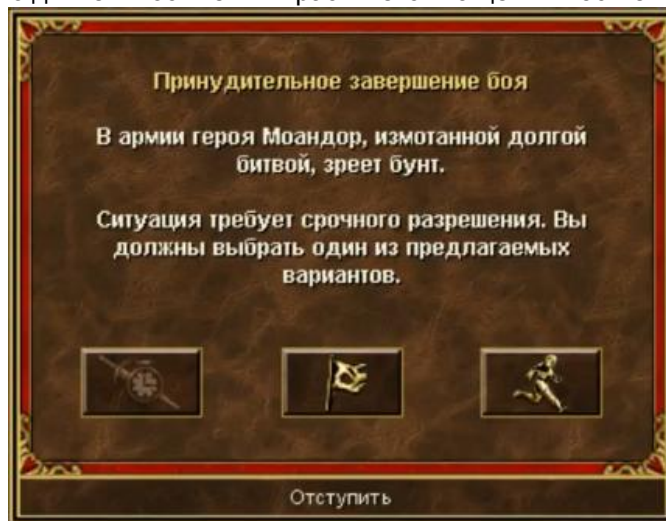 Принудительное завершение боя
В армии героя Моандор, измотанной долгой
битвой, зреет бунт.
Ситуация требует срочного разрешения. Вы
должны выбрать один из предлагаемых
вариантов.
Отступить